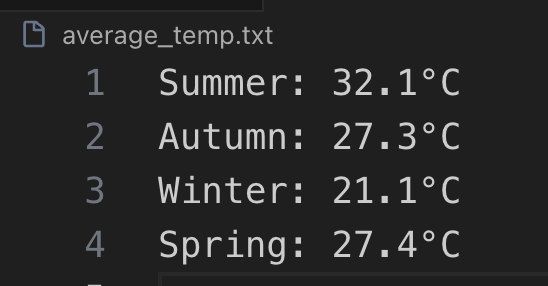 average_temp.txt
1 Summer: 32.1°C
2 Autumn: 27.3°C
3 Winter: 21.1°C
4 Spring: 27.4°C